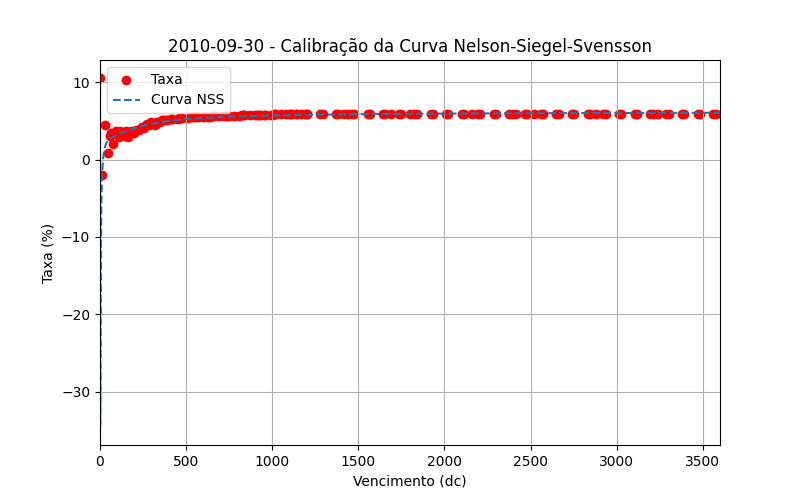 2010-09-30 - Calibração da Curva Nelson-Siegel-Svensson
Taxa
Curva NSS
Taxa (%)
10
0
−10
−20
−30
0 500 1000 1500 2000 2500 3000 3500
Vencimento (dc)